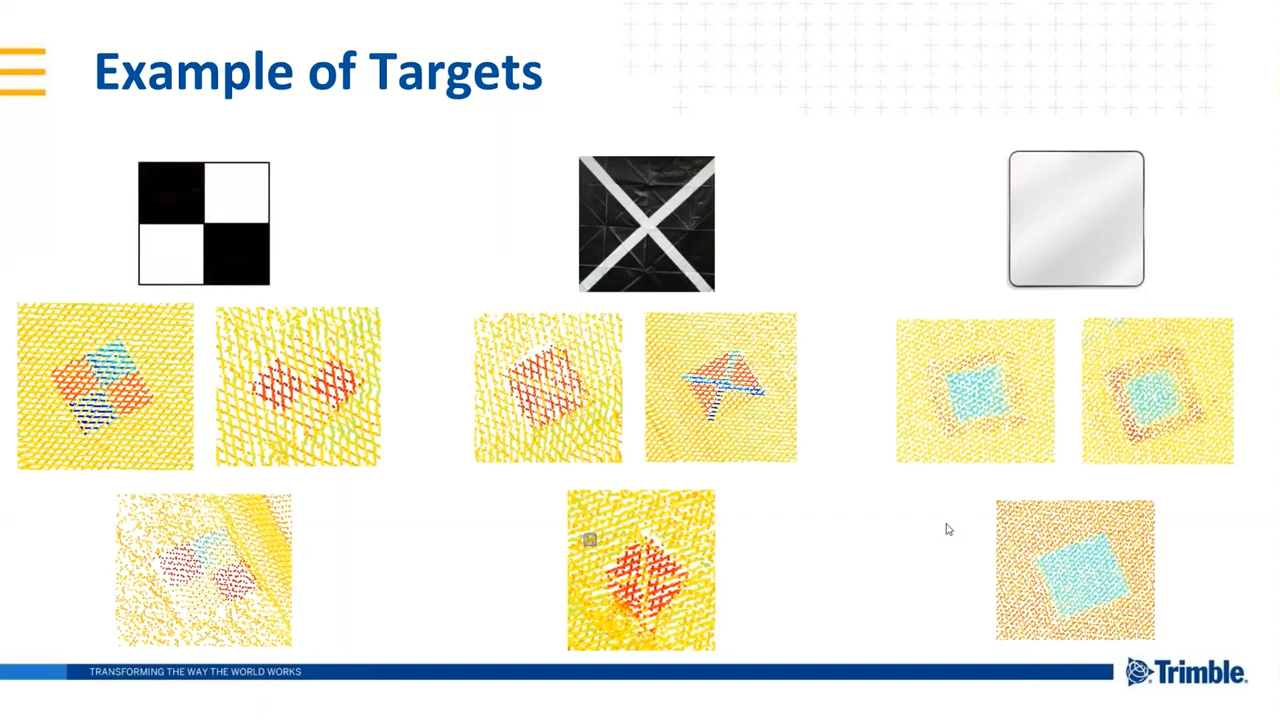 Example of Targets
TRANSFORMING THE WAY THE WORLD WORKS
Trimble